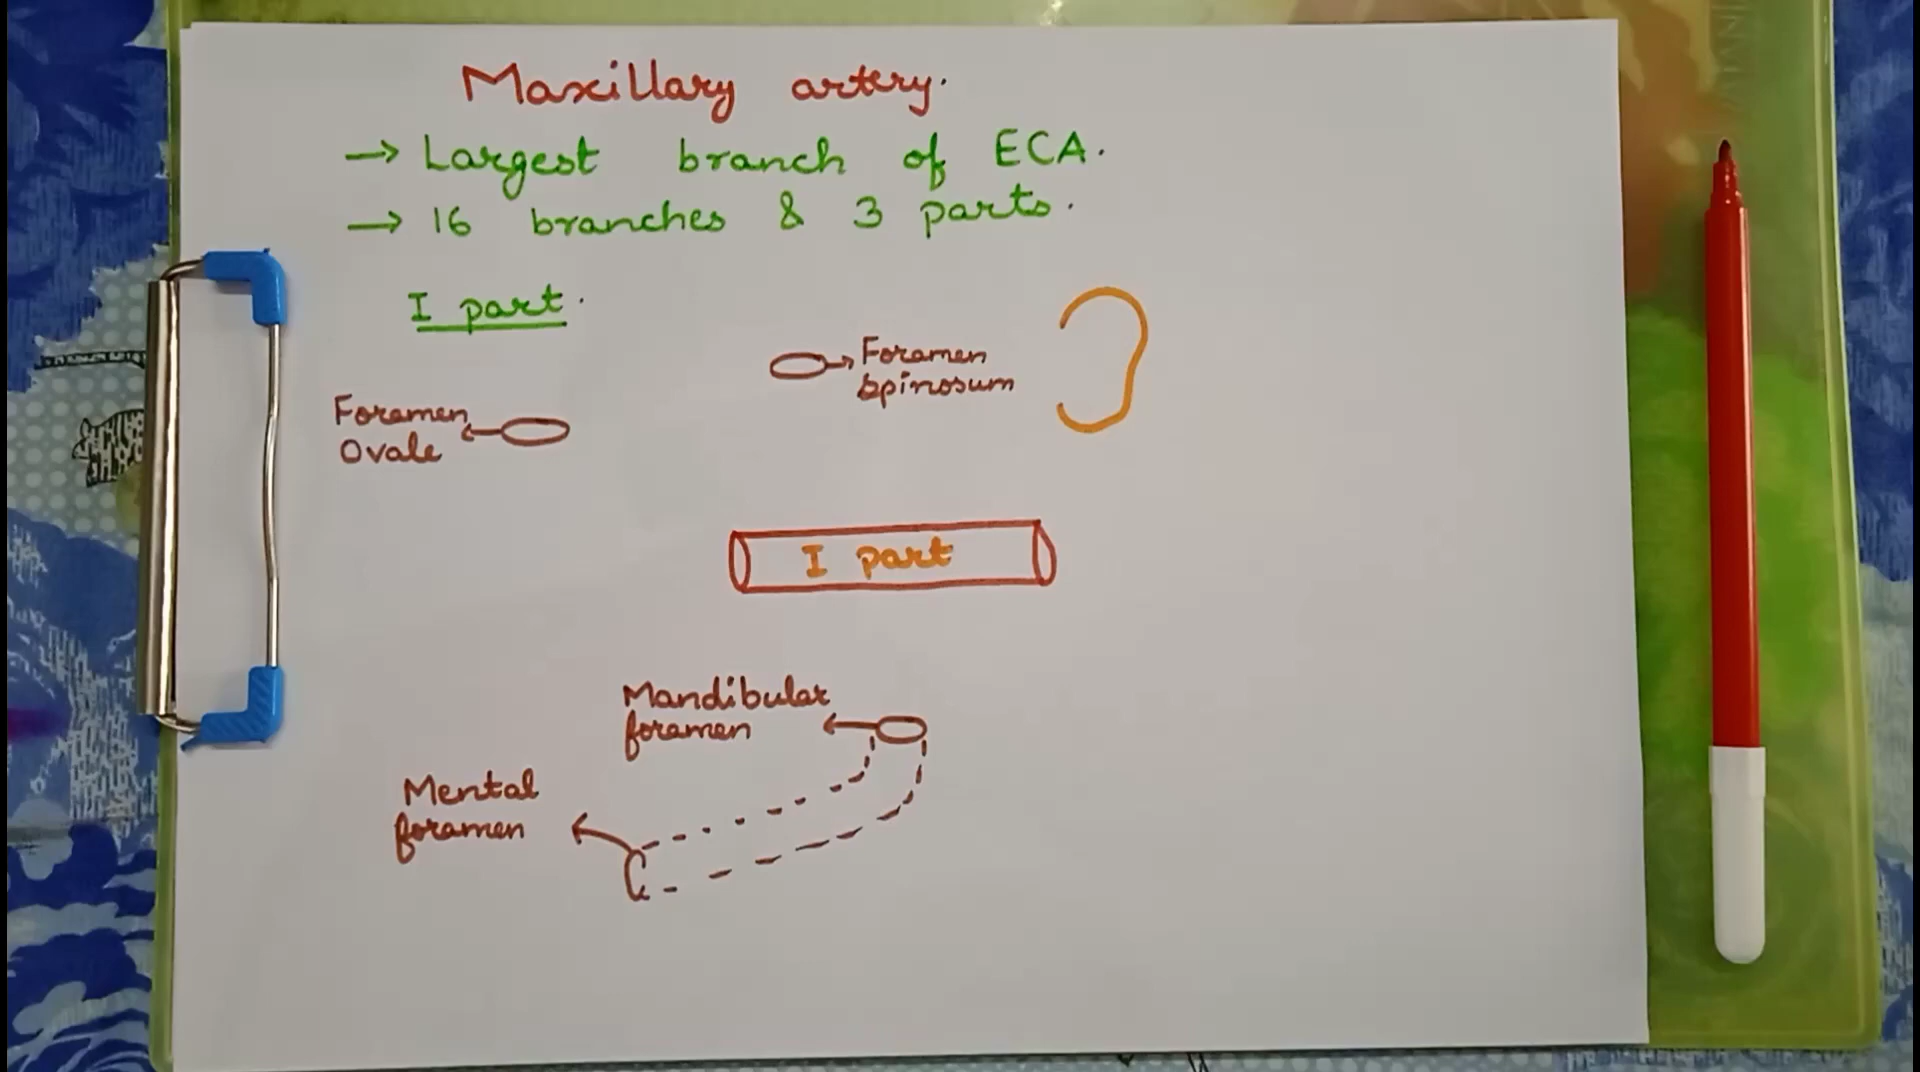 Maxillary artery.
→ Largest branch of ECA.
→ 16 branches & 3 parts.
I part.
Foramen
spinosum
Foramen
Ovale
I part
Mandibular
foramen
Mental
foramen